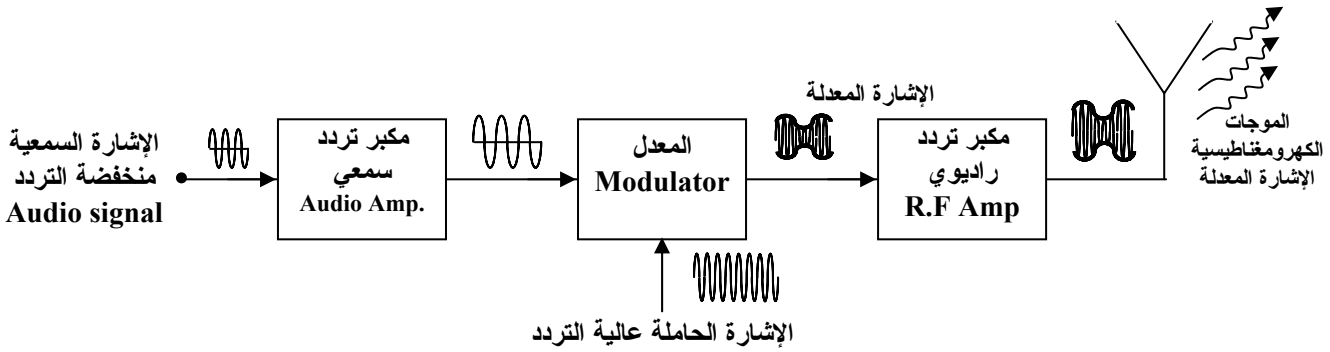 الإشارة السمعية
منخفضة التردد
Audio signal
مكبر تردد
سمعي
Audio Amp.
المعدل
Modulator
الإشارة الحاملة عالية التردد
الإشارة المعدلة
مكبر تردد
راديوي
R.F Amp
الموجات
الكهرومغناطيسية
الإشارة المعدلة